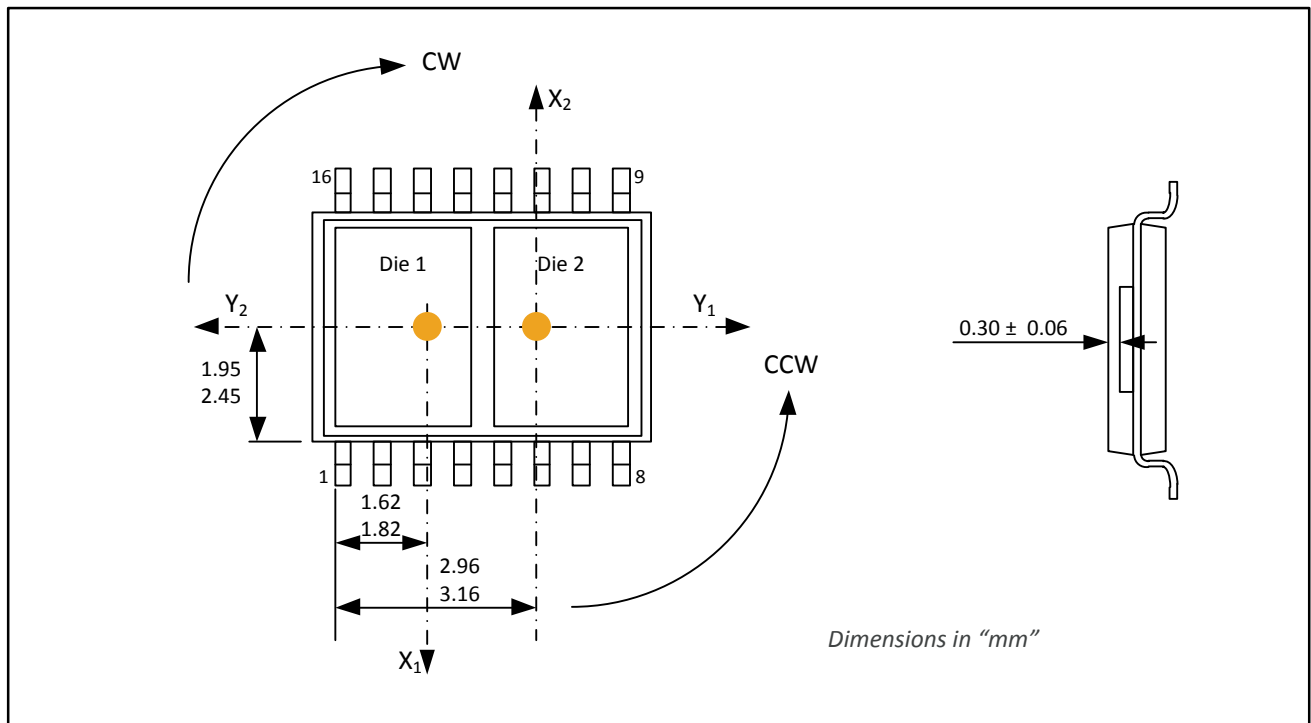 CW
X₂
16
9
Die 1
Die 2
Y₂
Y₁
0.30 ± 0.06
1.95
2.45
CCW
1
8
1.62
1.82
2.96
3.16
Dimensions in “mm”
X₁